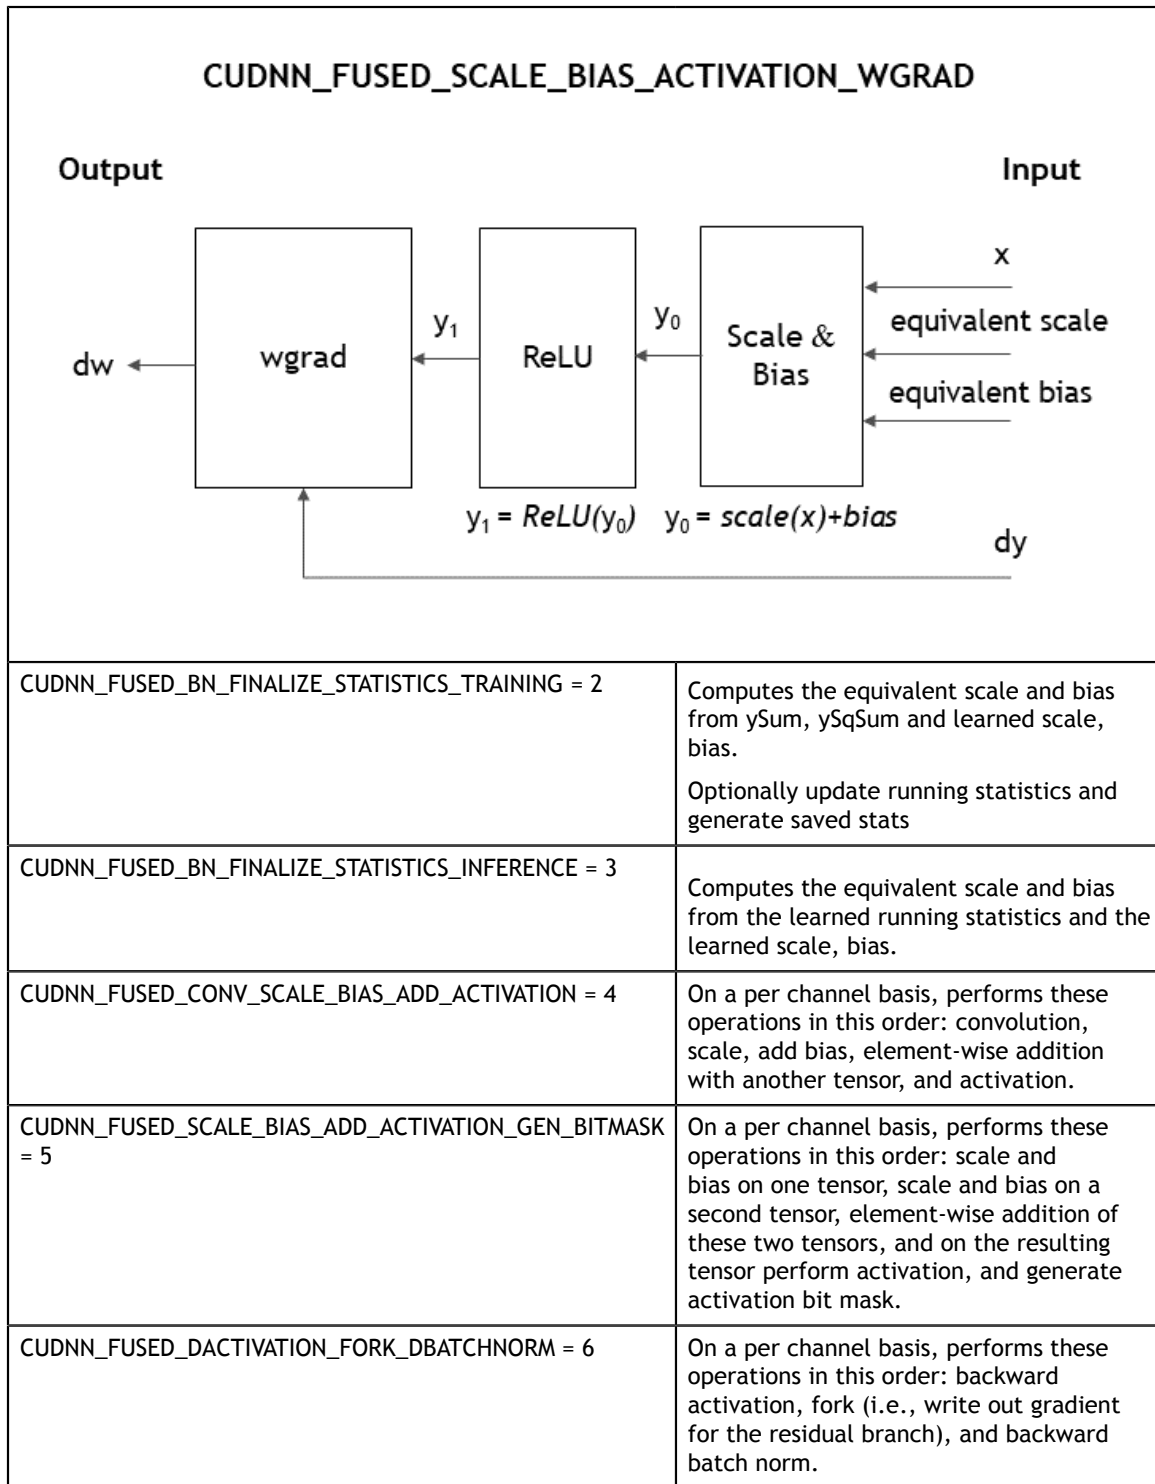 CUDNN_FUSED_SCALE_BIAS_ACTIVATION_WGRAD
Output
Input
x
equivalent scale
equivalent bias
dw
wgrad
y₁
ReLU
y₀
Scale &
Bias
y₁ = ReLU(y₀)
y₀ = scale(x)+bias
dy
CUDNN_FUSED_BN_FINALIZE_STATISTICS_TRAINING = 2
Computes the equivalent scale and bias
from ySum, ySqSum and learned scale,
bias.
Optionally update running statistics and
generate saved stats
CUDNN_FUSED_BN_FINALIZE_STATISTICS_INFERENCE = 3
Computes the equivalent scale and bias
from the learned running statistics and the
learned scale, bias.
CUDNN_FUSED_CONV_SCALE_BIAS_ADD_ACTIVATION = 4
On a per channel basis, performs these
operations in this order: convolution,
scale, add bias, element-wise addition
with another tensor, and activation.
CUDNN_FUSED_SCALE_BIAS_ADD_ACTIVATION_GEN_BITMASK
= 5
On a per channel basis, performs these
operations in this order: scale and
bias on one tensor, scale and bias on a
second tensor, element-wise addition of
these two tensors, and on the resulting
tensor perform activation, and generate
activation bit mask.
CUDNN_FUSED_DACTIVATION_FORK_DBATCHNORM = 6
On a per channel basis, performs these
operations in this order: backward
activation, fork (i.e., write out gradient
for the residual branch), and backward
batch norm.